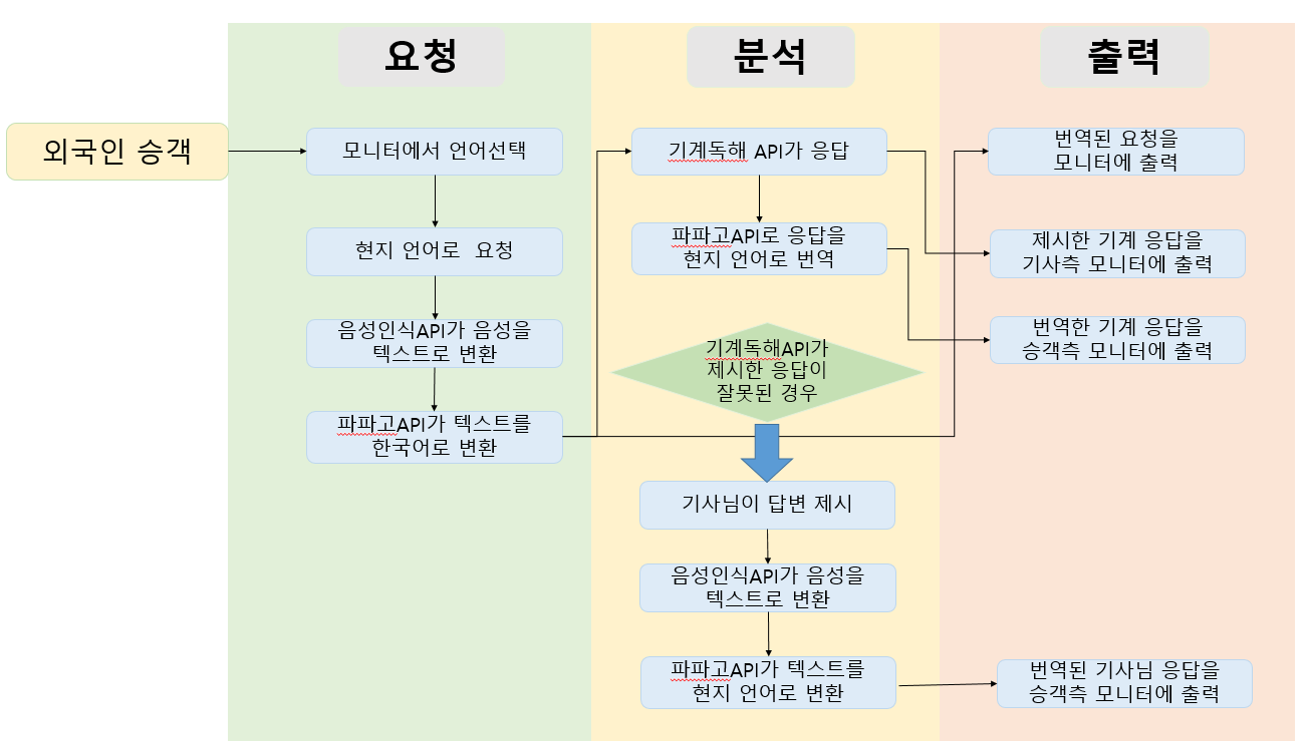 요청
분석
출력
외국인 승객
모니터에서 언어선택
현지 언어로 요청
음성인식API가 음성을
텍스트로 변환
파파고API가 텍스트를
한국어로 변환
기계독해 API가 응답
파파고API로 응답을
현지 언어로 번역
기계독해API가
제시한 응답이
잘못된 경우
기사님이 답변 제시
음성인식API가 음성을
텍스트로 변환
파파고API가 텍스트를
현지 언어로 변환
번역된 요청을
모니터에 출력
제시한 기계 응답을
기사측 모니터에 출력
번역한 기계 응답을
승객측 모니터에 출력
번역된 기사님 응답을
승객측 모니터에 출력